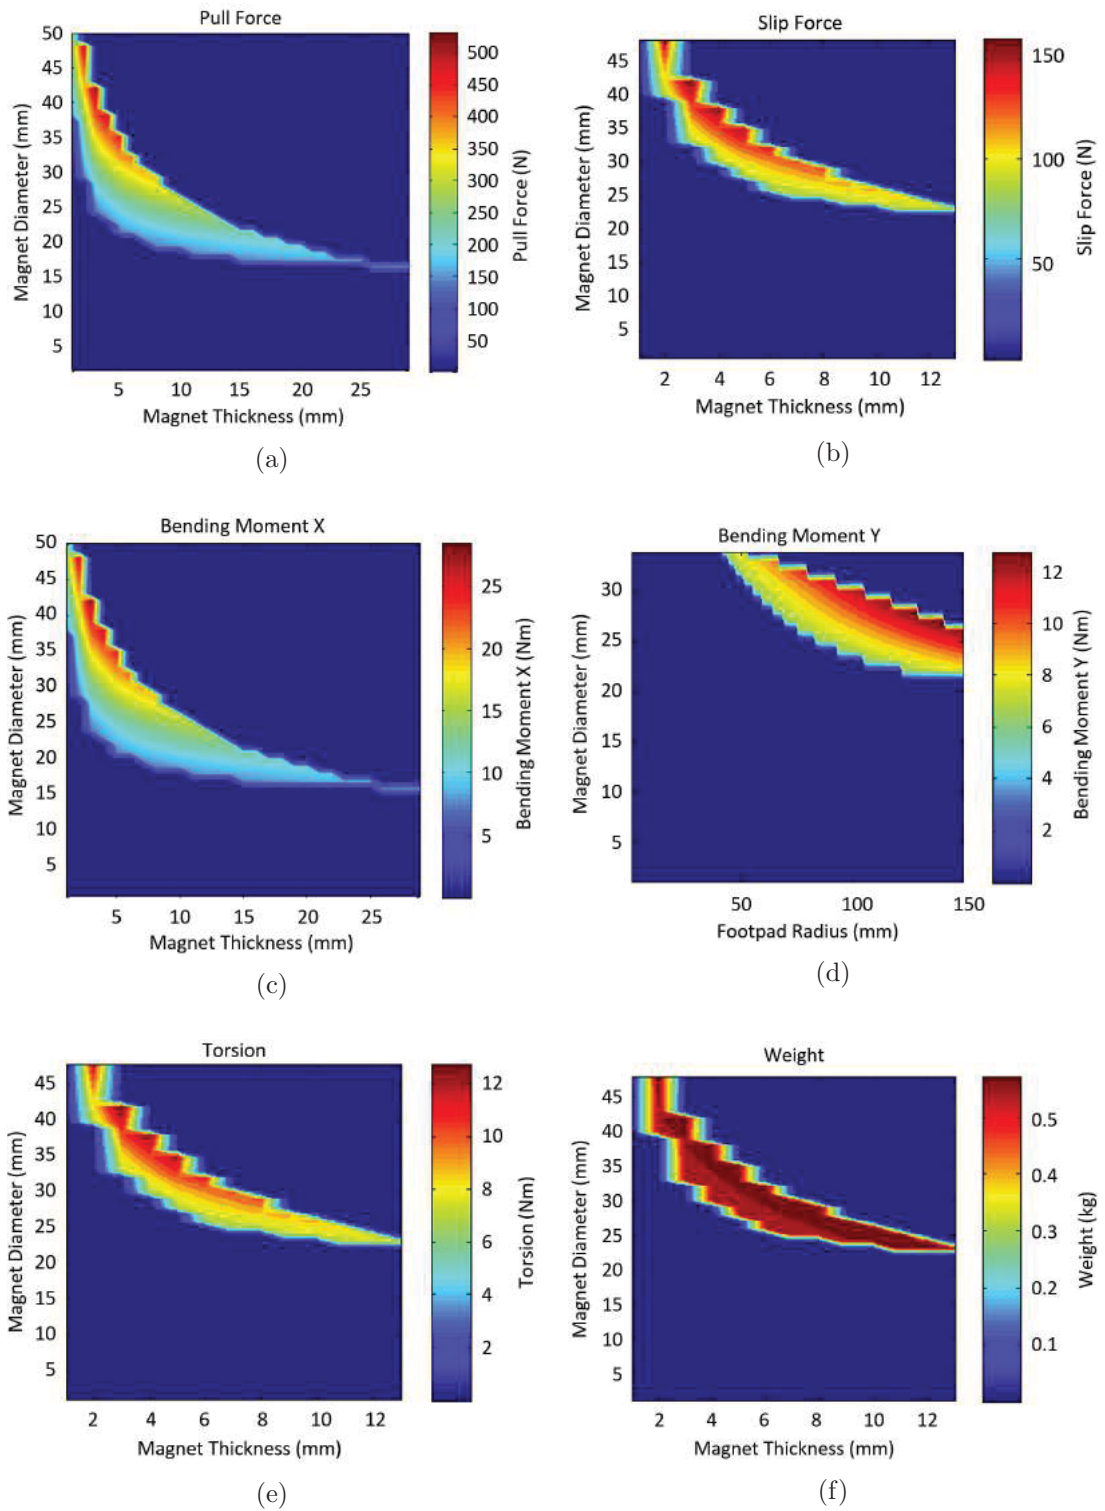 Pull Force
50
45
40
35
30
25
20
15
10
5
Magnet Diameter (mm)
5 10 15 20 25
Magnet Thickness (mm)
500
450
400
350
300
250
200
150
100
50
Pull Force (N)
(a)
Slip Force
45
40
35
30
25
20
15
10
5
Magnet Diameter (mm)
2 4 6 8 10 12
Magnet Thickness (mm)
150
100
50
Slip Force (N)
(b)
Bending Moment X
50
45
40
35
30
25
20
15
10
5
Magnet Diameter (mm)
5 10 15 20 25
Magnet Thickness (mm)
25
20
15
10
5
Bending Moment X (Nm)
(c)
Bending Moment Y
30
25
20
15
10
5
Magnet Diameter (mm)
50 100 150
Footpad Radius (mm)
12
10
8
6
4
2
Bending Moment Y (Nm)
(d)
Torsion
45
40
35
30
25
20
15
10
5
Magnet Diameter (mm)
2 4 6 8 10 12
Magnet Thickness (mm)
12
10
8
6
4
2
Torsion (Nm)
(e)
Weight
45
40
35
30
25
20
15
10
5
Magnet Diameter (mm)
2 4 6 8 10 12
Magnet Thickness (mm)
0.5
0.4
0.3
0.2
0.1
Weight (kg)
(f)